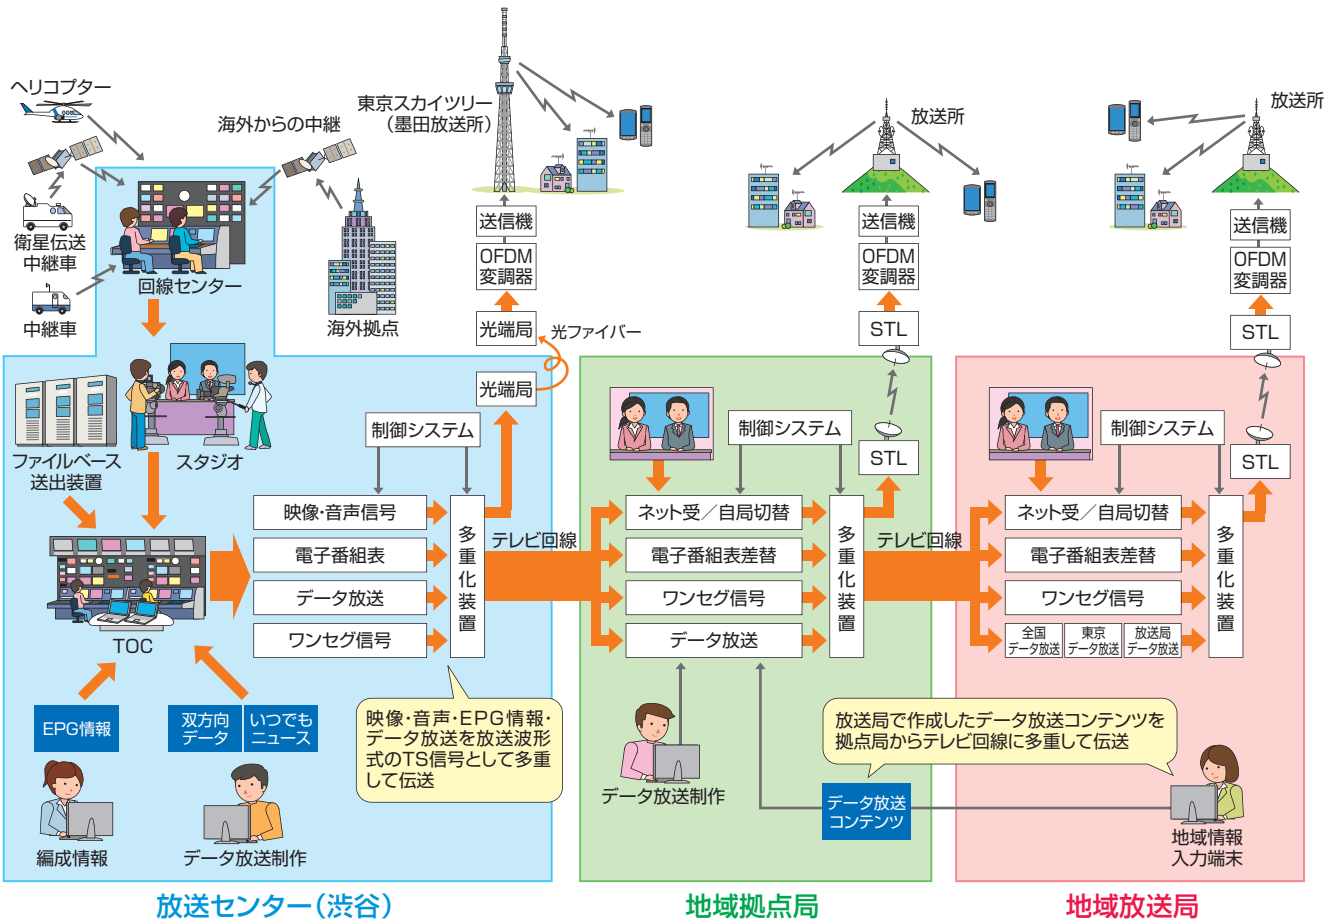 ヘリコプター
海外からの中継
衛星伝送
中継車
中継車
回線センター
海外拠点
東京スカイツリー
(墨田放送所)
送信機
OFDM
変調器
光端局
光ファイバー
光端局
放送所
送信機
OFDM
変調器
STL
STL
放送所
送信機
OFDM
変調器
STL
STL
ファイルベース
送出装置
スタジオ
TOC
制御システム
映像・音声信号
電子番組表
データ放送
ワンセグ信号
多重化装置
テレビ回線
EPG情報
双方向
データ
いつでも
ニュース
編成情報
データ放送制作
映像・音声・EPG情報・
データ放送を放送波形
式のTS信号として多重
して伝送
制御システム
ネット受/自局切替
電子番組表差替
ワンセグ信号
データ放送
多重化装置
テレビ回線
データ放送制作
制御システム
ネット受/自局切替
電子番組表差替
ワンセグ信号
全国
データ放送
東京
データ放送
放送局
データ放送
多重化装置
放送局で作成したデータ放送コンテンツを
拠点局からテレビ回線に多重して伝送
データ放送
コンテンツ
地域情報
入力端末
放送センター(渋谷)
地域拠点局
地域放送局